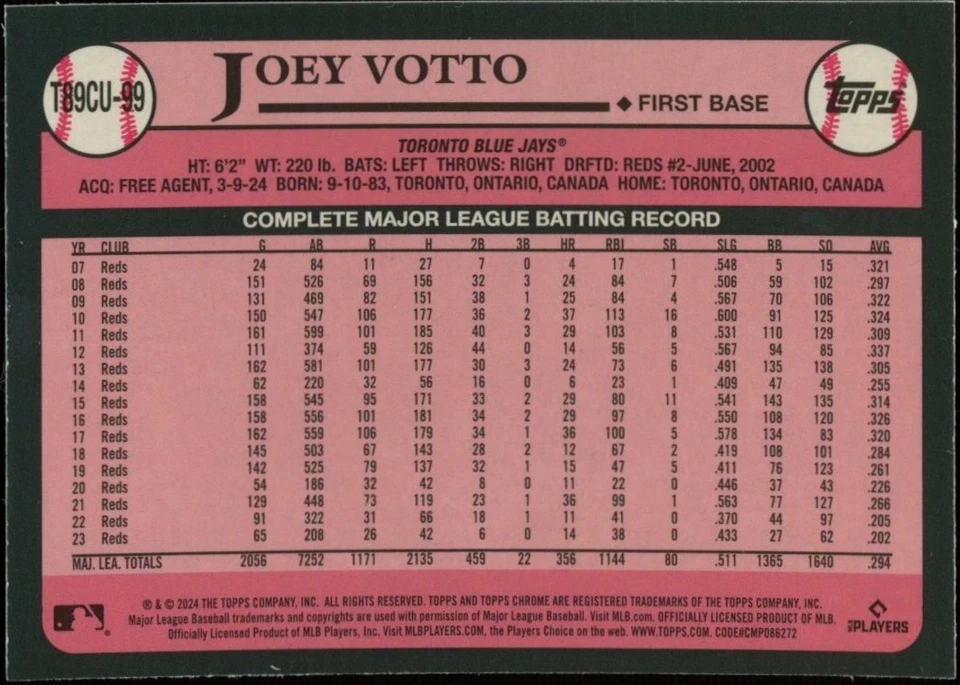 T89CU-99
JOEY VOTTO
◆ FIRST BASE
Topps
TORONTO BLUE JAYS®
HT: 6'2" WT: 220 lb. BATS: LEFT THROWS: RIGHT DRFTD: REDS #2-JUNE, 2002
ACQ: FREE AGENT, 3-9-24 BORN: 9-10-83, TORONTO, ONTARIO, CANADA HOME: TORONTO, ONTARIO, CANADA
COMPLETE MAJOR LEAGUE BATTING RECORD
YR CLUB G AB R H 2B 3B HR RBI SB SLG BB SO AVG
07 Reds 24 84 11 27 7 0 4 17 1 .548 5 15 .321
08 Reds 151 526 69 156 32 3 24 84 7 .506 59 102 .297
09 Reds 131 469 82 151 38 1 25 84 4 .567 70 106 .322
10 Reds 150 547 106 177 36 2 37 113 16 .600 91 125 .324
11 Reds 161 599 101 185 40 3 29 103 8 .531 110 129 .309
12 Reds 111 374 59 126 44 0 14 56 5 .567 94 85 .337
13 Reds 162 581 101 177 30 3 24 73 6 .491 135 138 .305
14 Reds 62 220 32 56 16 0 6 23 1 .409 47 49 .255
15 Reds 158 545 95 171 33 2 29 80 11 .541 143 135 .314
16 Reds 158 556 101 181 34 2 29 97 8 .550 108 120 .326
17 Reds 162 559 106 179 34 1 36 100 5 .578 134 83 .320
18 Reds 145 503 67 143 28 2 12 67 2 .419 108 101 .284
19 Reds 142 525 79 137 32 1 15 47 5 .411 76 123 .261
20 Reds 54 186 32 42 8 0 11 22 0 .446 37 43 .226
21 Reds 129 448 73 119 23 1 36 99 1 .563 77 127 .266
22 Reds 91 322 31 66 18 1 11 41 0 .370 44 97 .205
23 Reds 65 208 26 42 6 0 14 38 0 .433 27 62 .202
MAJ. LEA. TOTALS 2056 7252 1171 2135 459 22 356 1144 80 .511 1365 1640 .294
® & © 2024 THE TOPPS COMPANY, INC. ALL RIGHTS RESERVED. TOPPS AND TOPPS CHROME ARE REGISTERED TRADEMARKS OF THE TOPPS COMPANY, INC.
Major League Baseball trademarks and copyrights are used with permission of Major League Baseball. Visit MLB.com. OFFICIALLY LICENSED PRODUCT OF MLB.
Officially Licensed Product of MLB Players, Inc. Visit MLBPLAYERS.COM, the Players Choice on the web. WWW.TOPPS.COM. CODE#CMP086272
PLAYERS